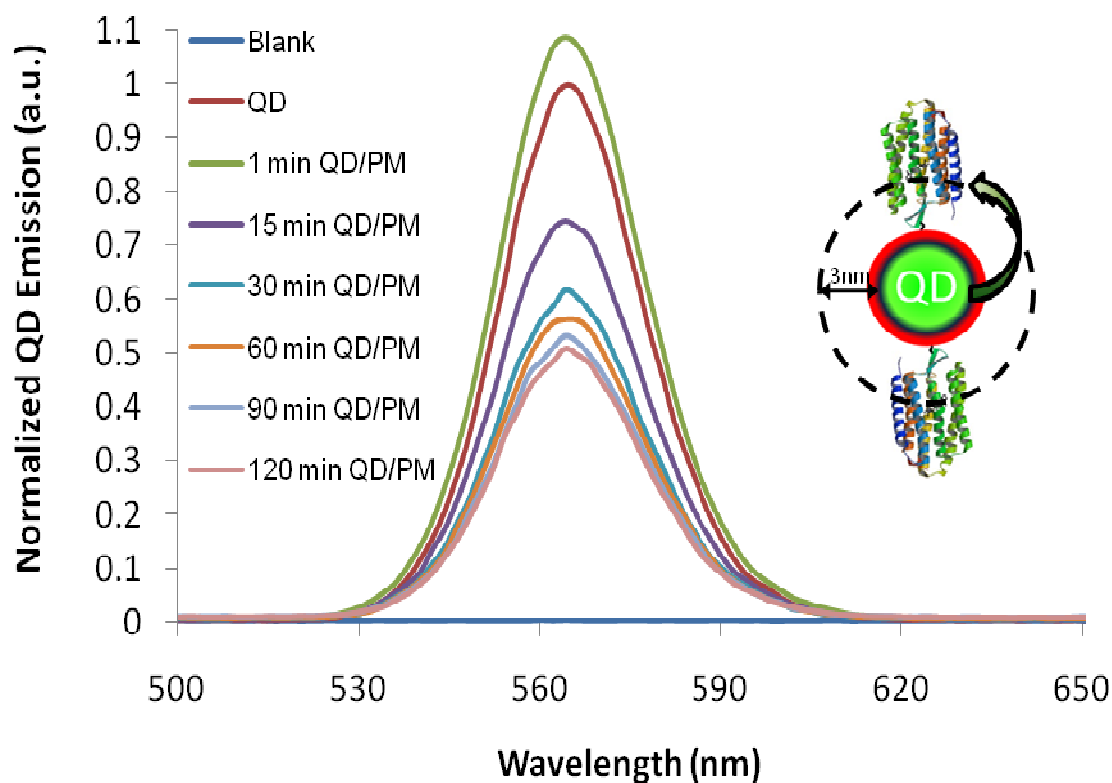 Normalized QD Emission (a.u.)
1.1
1
0.9
0.8
0.7
0.6
0.5
0.4
0.3
0.2
0.1
0
Blank
QD
1 min QD/PM
15 min QD/PM
30 min QD/PM
60 min QD/PM
90 min QD/PM
120 min QD/PM
3nm
QD
500 530 560 590 620 650
Wavelength (nm)